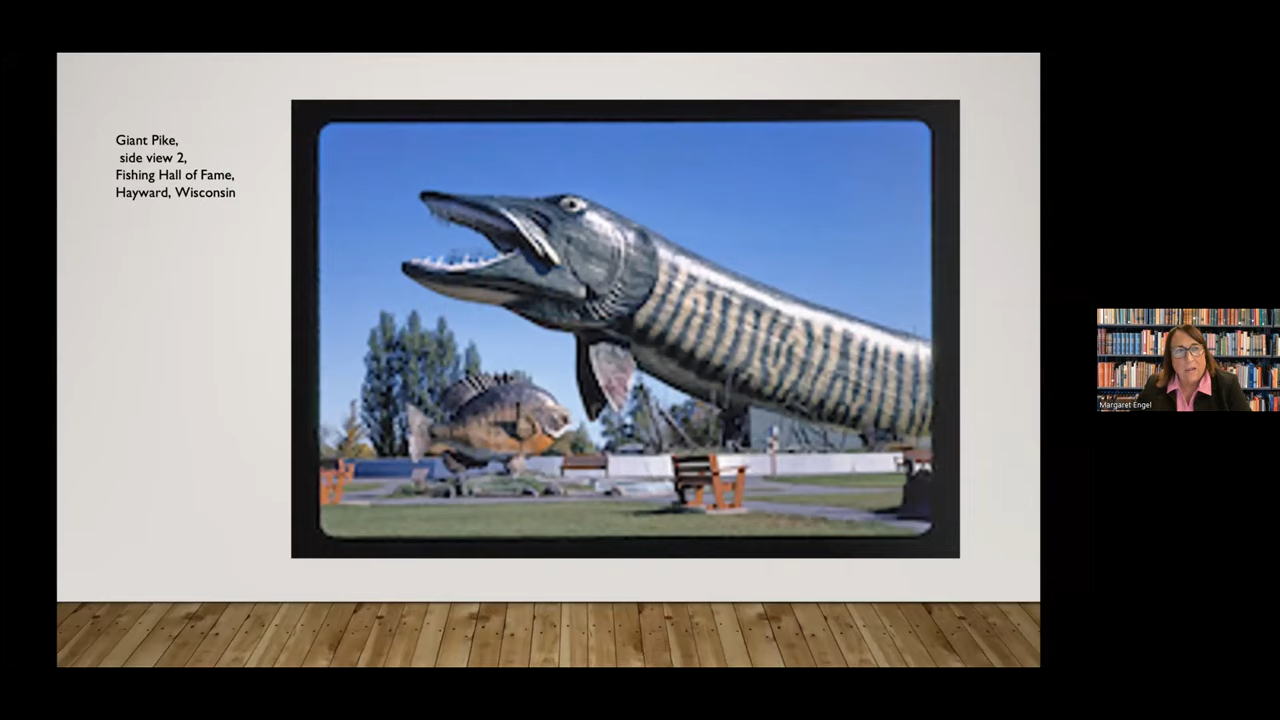 Giant Pike,
side view 2,
Fishing Hall of Fame,
Hayward, Wisconsin
Margaret Engel